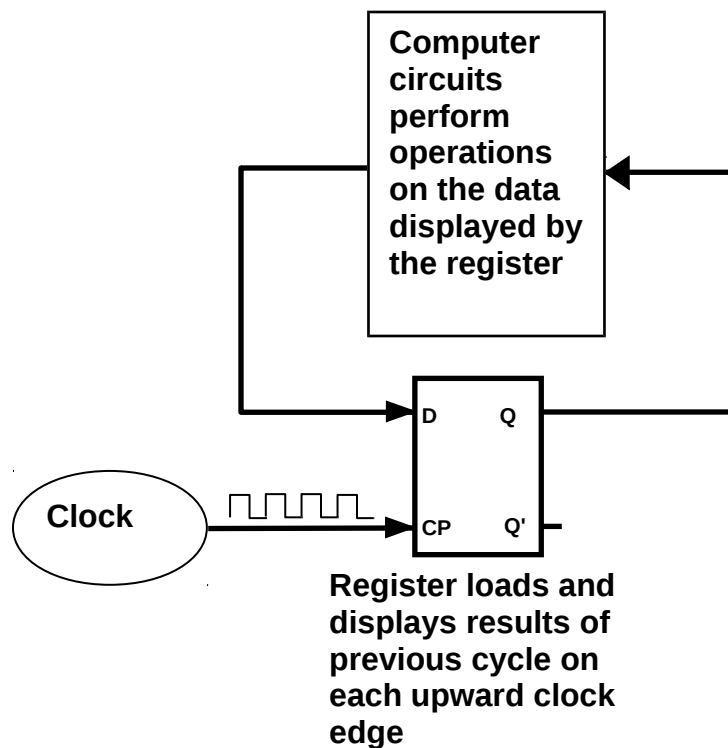 Computer
circuits
perform
operations
on the data
displayed by
the register
D
Q
Clock
CP
Q'
Register loads and
displays results of
previous cycle on
each upward clock
edge